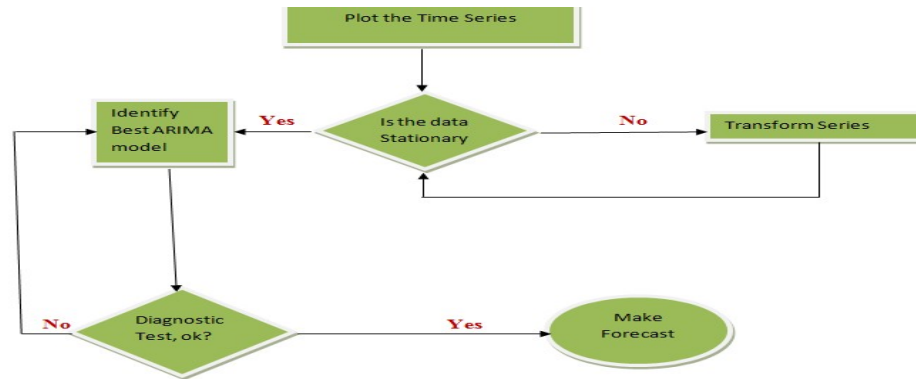 Plot the Time Series
Identify
Best ARIMA
model
Yes
Is the data
Stationary
No
Transform Series
No
Diagnostic
Test, ok?
Yes
Make
Forecast